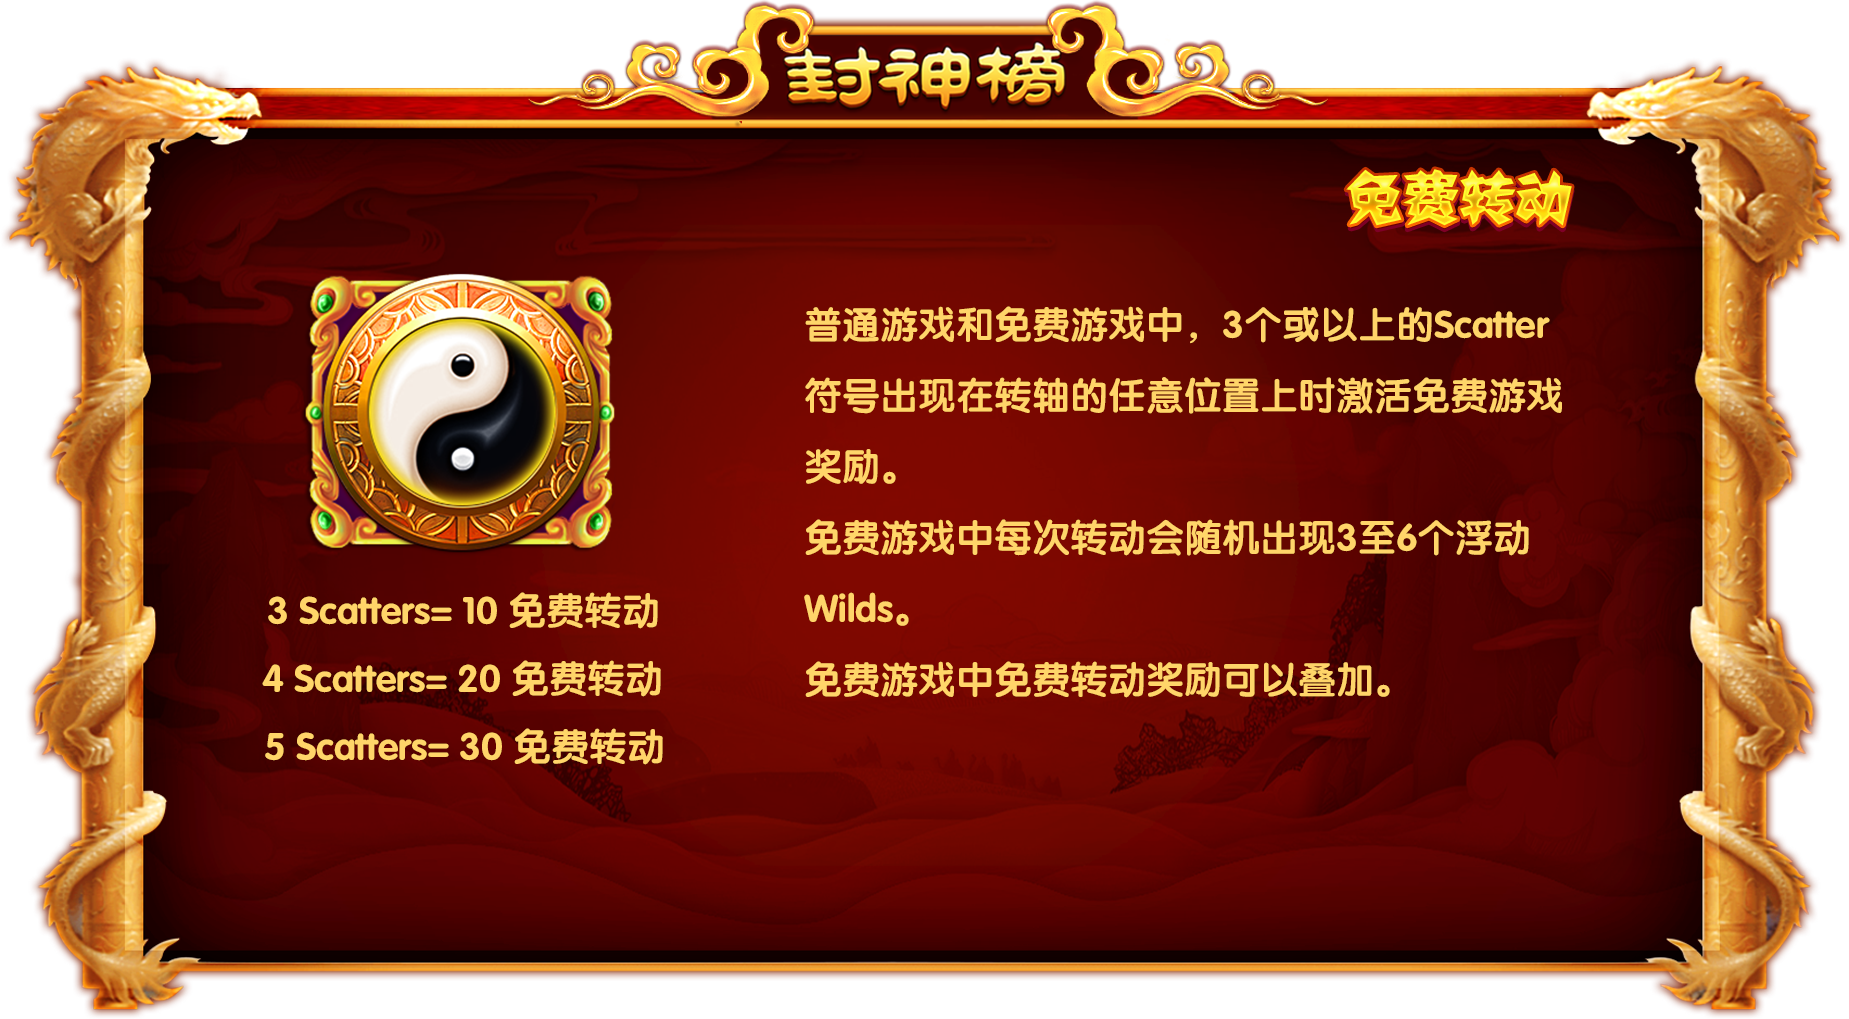 封神榜
免费转动
3 Scatters= 10 免费转动
4 Scatters= 20 免费转动
5 Scatters= 30 免费转动
普通游戏和免费游戏中，3个或以上的Scatter
符号出现在转轴的任意位置上时激活免费游戏
奖励。
免费游戏中每次转动会随机出现3至6个浮动
Wilds。
免费游戏中免费转动奖励可以叠加。